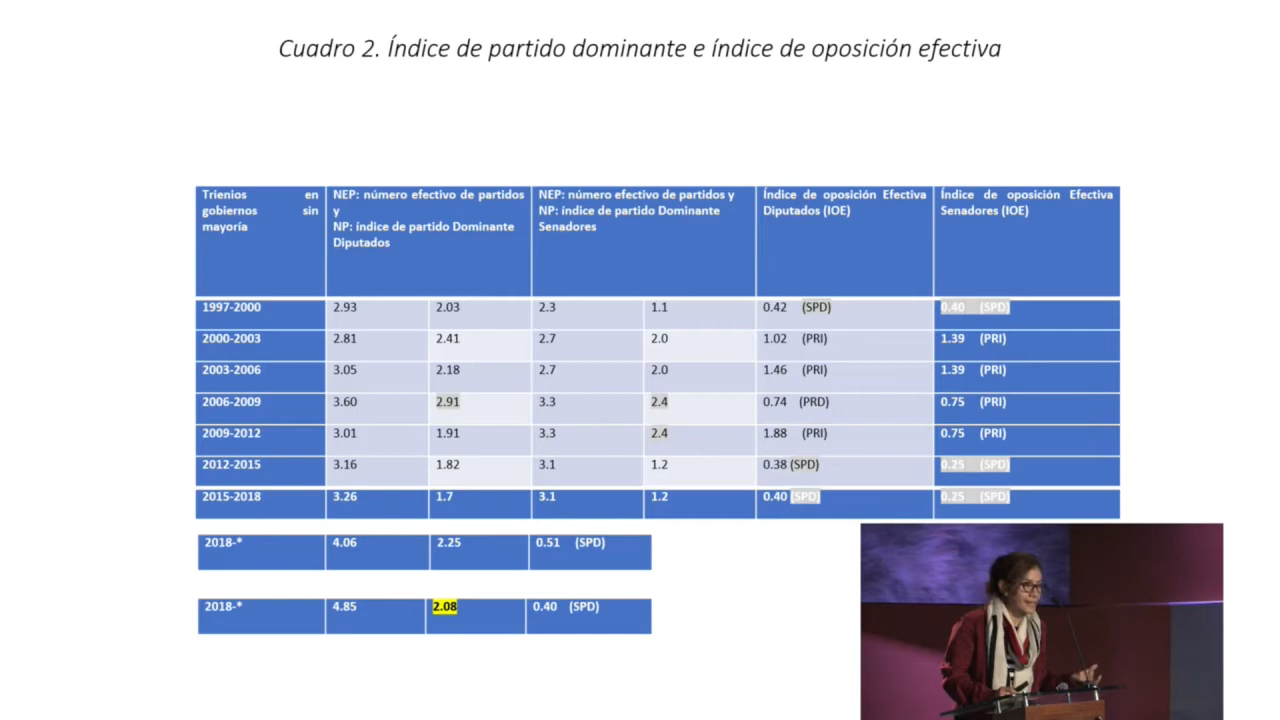 Cuadro 2. Índice de partido dominante e índice de oposición efectiva
Trienios en
gobiernos sin
mayoría
NEP: número efectivo de partidos
y
NP: índice de partido Dominante
Diputados
NEP: número efectivo de partidos y
NP: índice de partido Dominante
Senadores
Índice de oposición Efectiva
Diputados (IOE)
Índice de oposición Efectiva
Senadores (IOE)
1997-2000 2.93 2.03 2.3 1.1 0.42 (SPD) 0.40 (SPD)
2000-2003 2.81 2.41 2.7 2.0 1.02 (PRI) 1.39 (PRI)
2003-2006 3.05 2.18 2.7 2.0 1.46 (PRI) 1.39 (PRI)
2006-2009 3.60 2.91 3.3 2.4 0.74 (PRD) 0.75 (PRI)
2009-2012 3.01 1.91 3.3 2.4 1.88 (PRI) 0.75 (PRI)
2012-2015 3.16 1.82 3.1 1.2 0.38 (SPD) 0.25 (SPD)
2015-2018 3.26 1.7 3.1 1.2 0.40 (SPD) 0.25 (SPD)
2018-* 4.06 2.25 0.51 (SPD)
2018-* 4.85 2.08 0.40 (SPD)